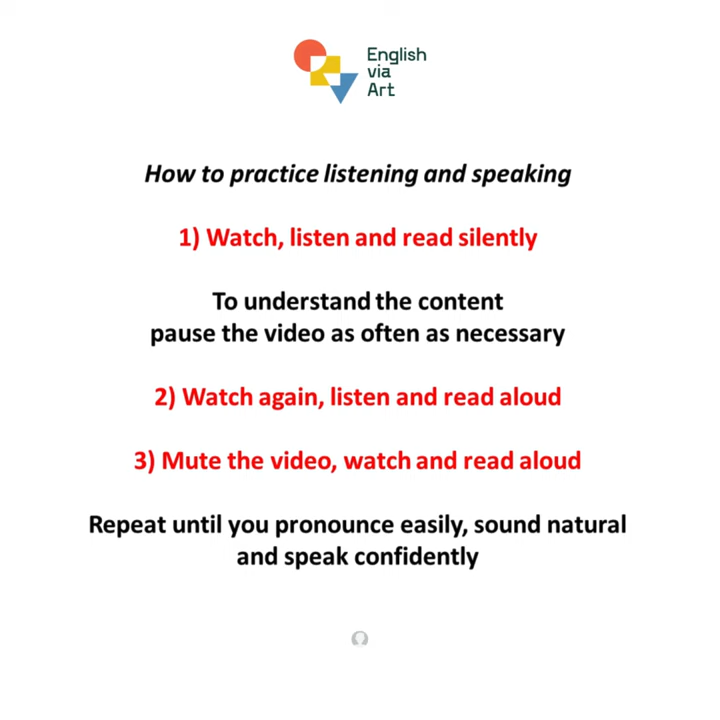 English
via
Art
How to practice listening and speaking
1) Watch, listen and read silently
To understand the content
pause the video as often as necessary
2) Watch again, listen and read aloud
3) Mute the video, watch and read aloud
Repeat until you pronounce easily, sound natural
and speak confidently